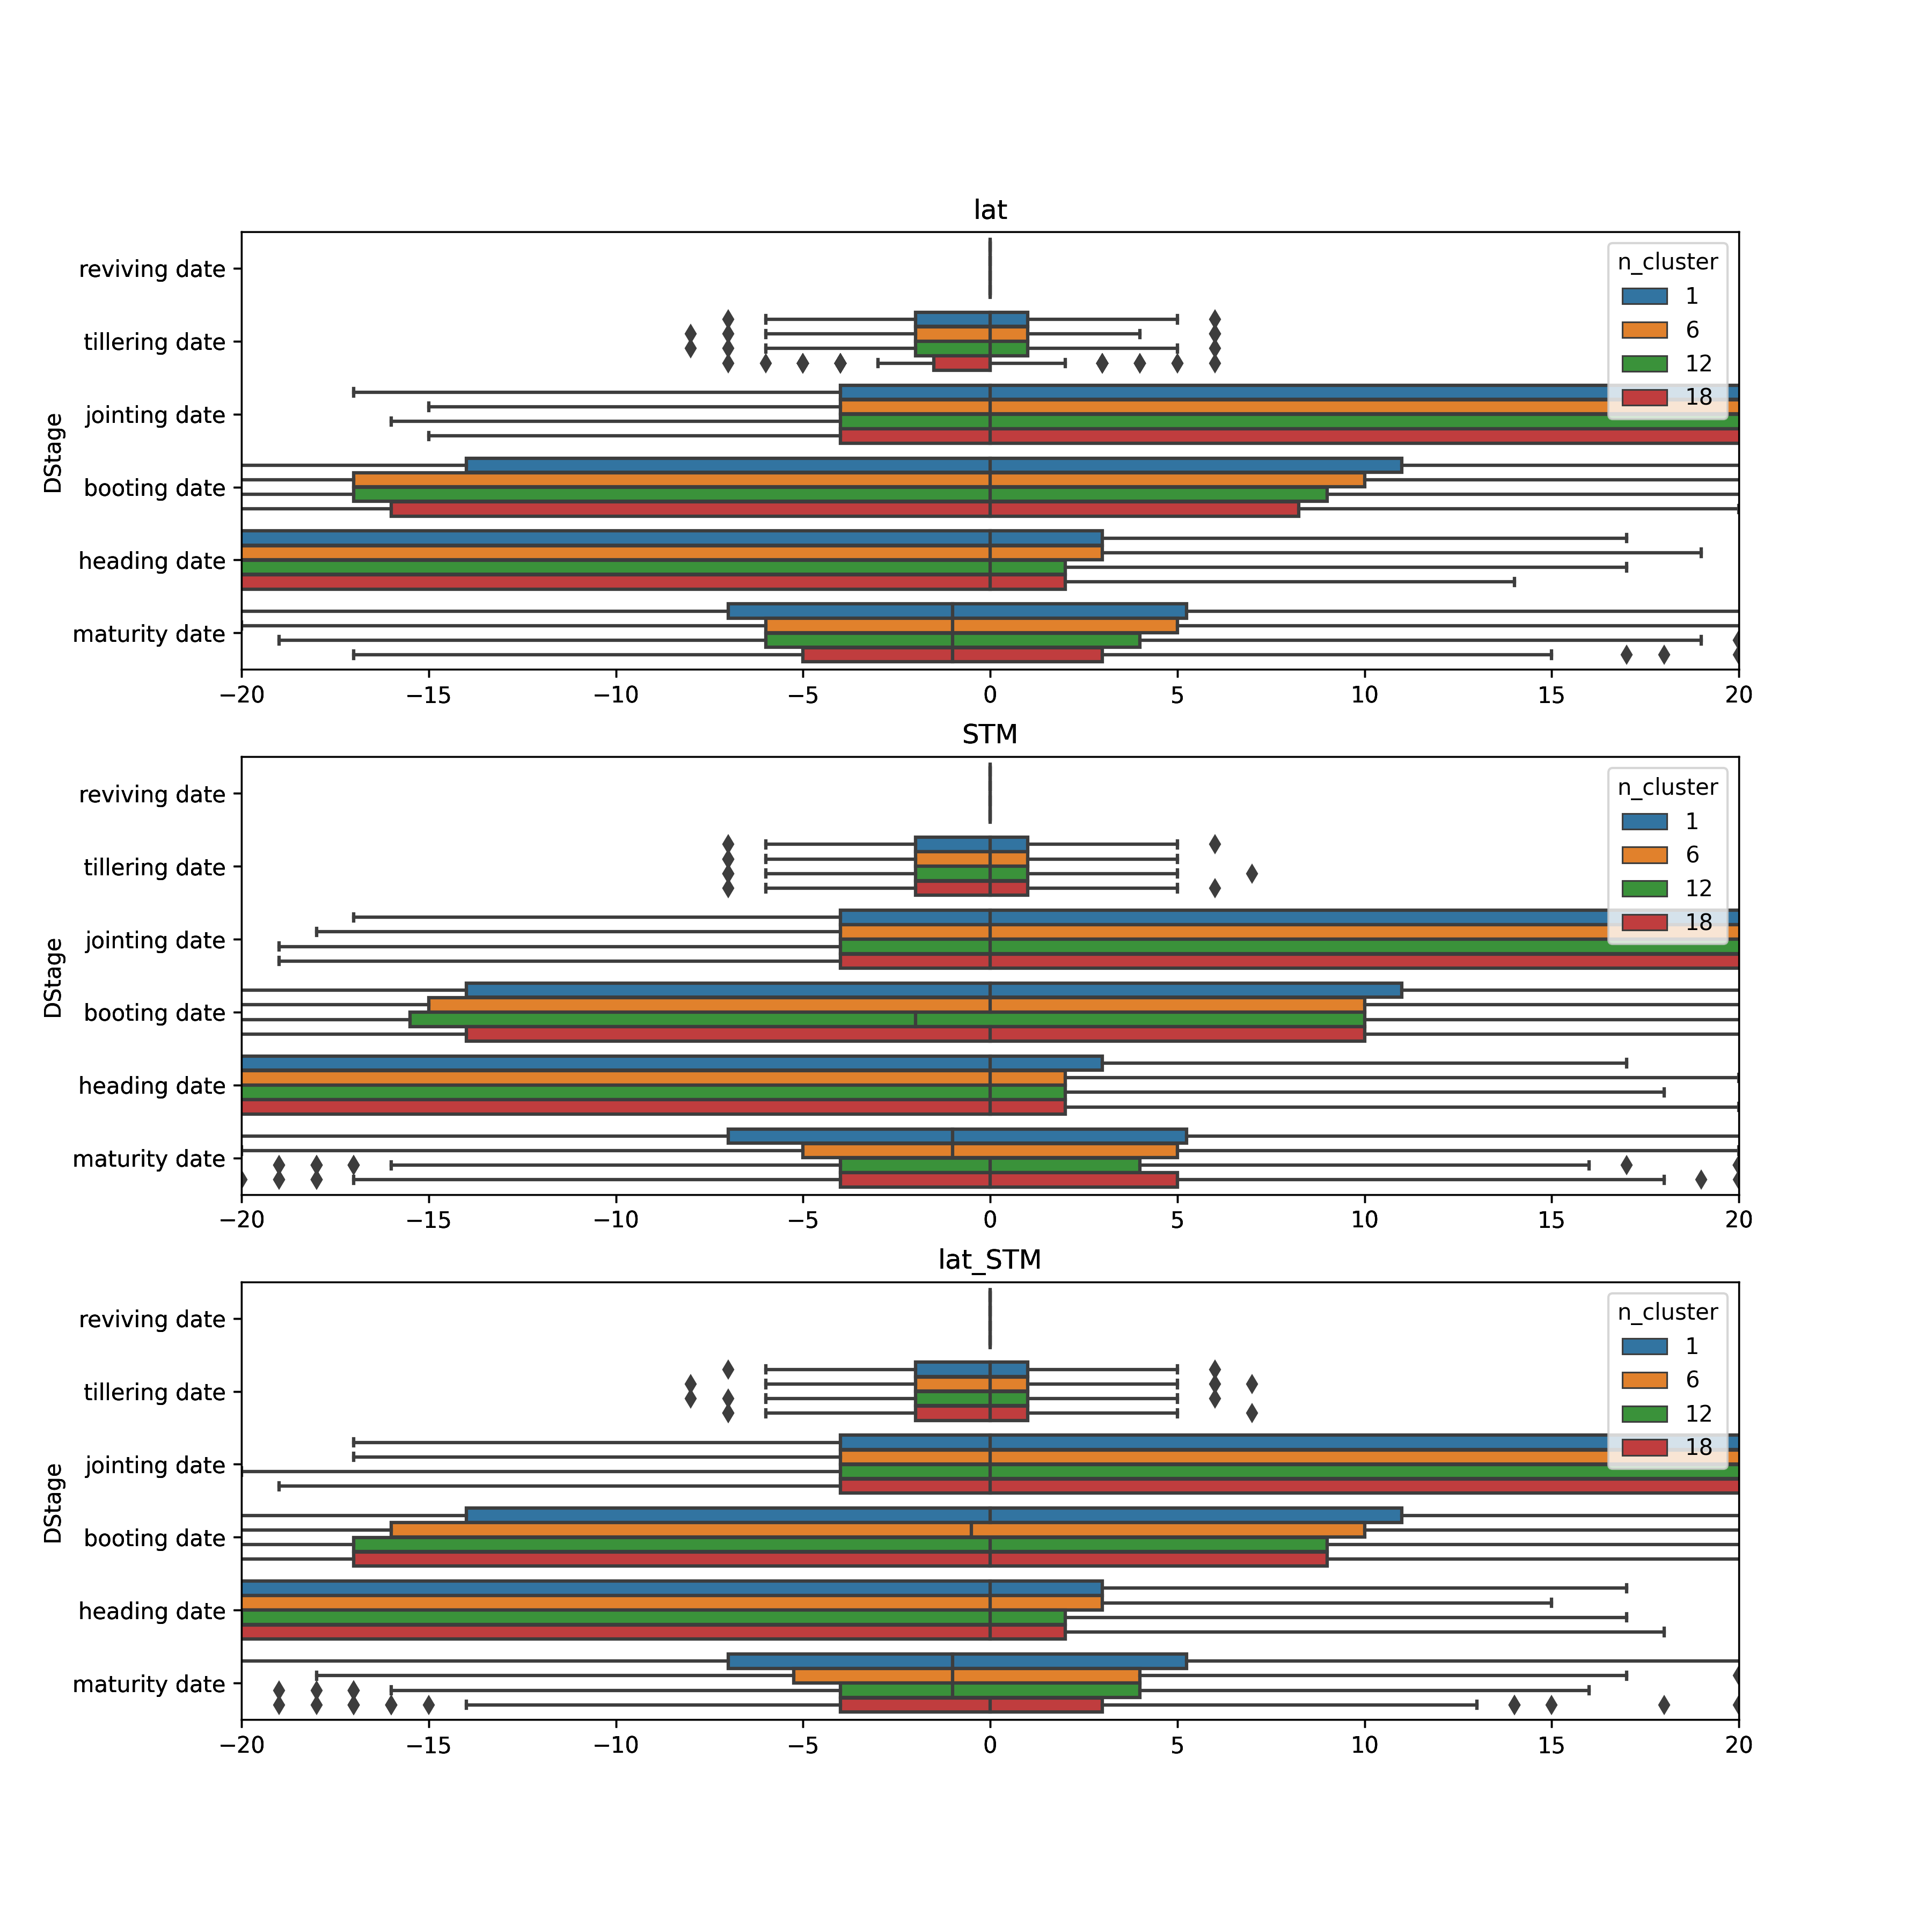 lat
reviving date
tillering date
jointing date
booting date
heading date
maturity date
DStage
n_cluster
1
6
12
18
−20 −15 −10 −5 0 5 10 15 20
STM
reviving date
tillering date
jointing date
booting date
heading date
maturity date
DStage
n_cluster
1
6
12
18
−20 −15 −10 −5 0 5 10 15 20
lat_STM
reviving date
tillering date
jointing date
booting date
heading date
maturity date
DStage
n_cluster
1
6
12
18
−20 −15 −10 −5 0 5 10 15 20